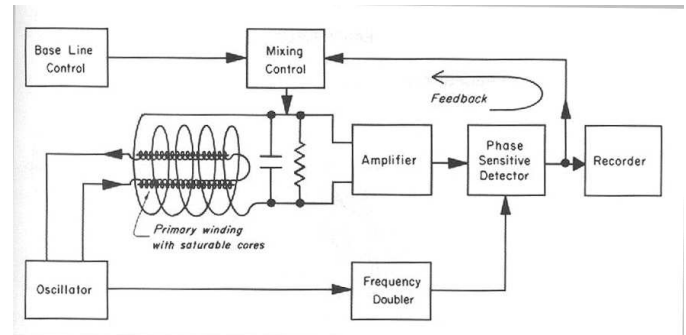 Base Line
Control
Mixing
Control
Feedback
Amplifier
Phase
Sensitive
Detector
Recorder
Primary winding
with saturable cores
Oscillator
Frequency
Doubler